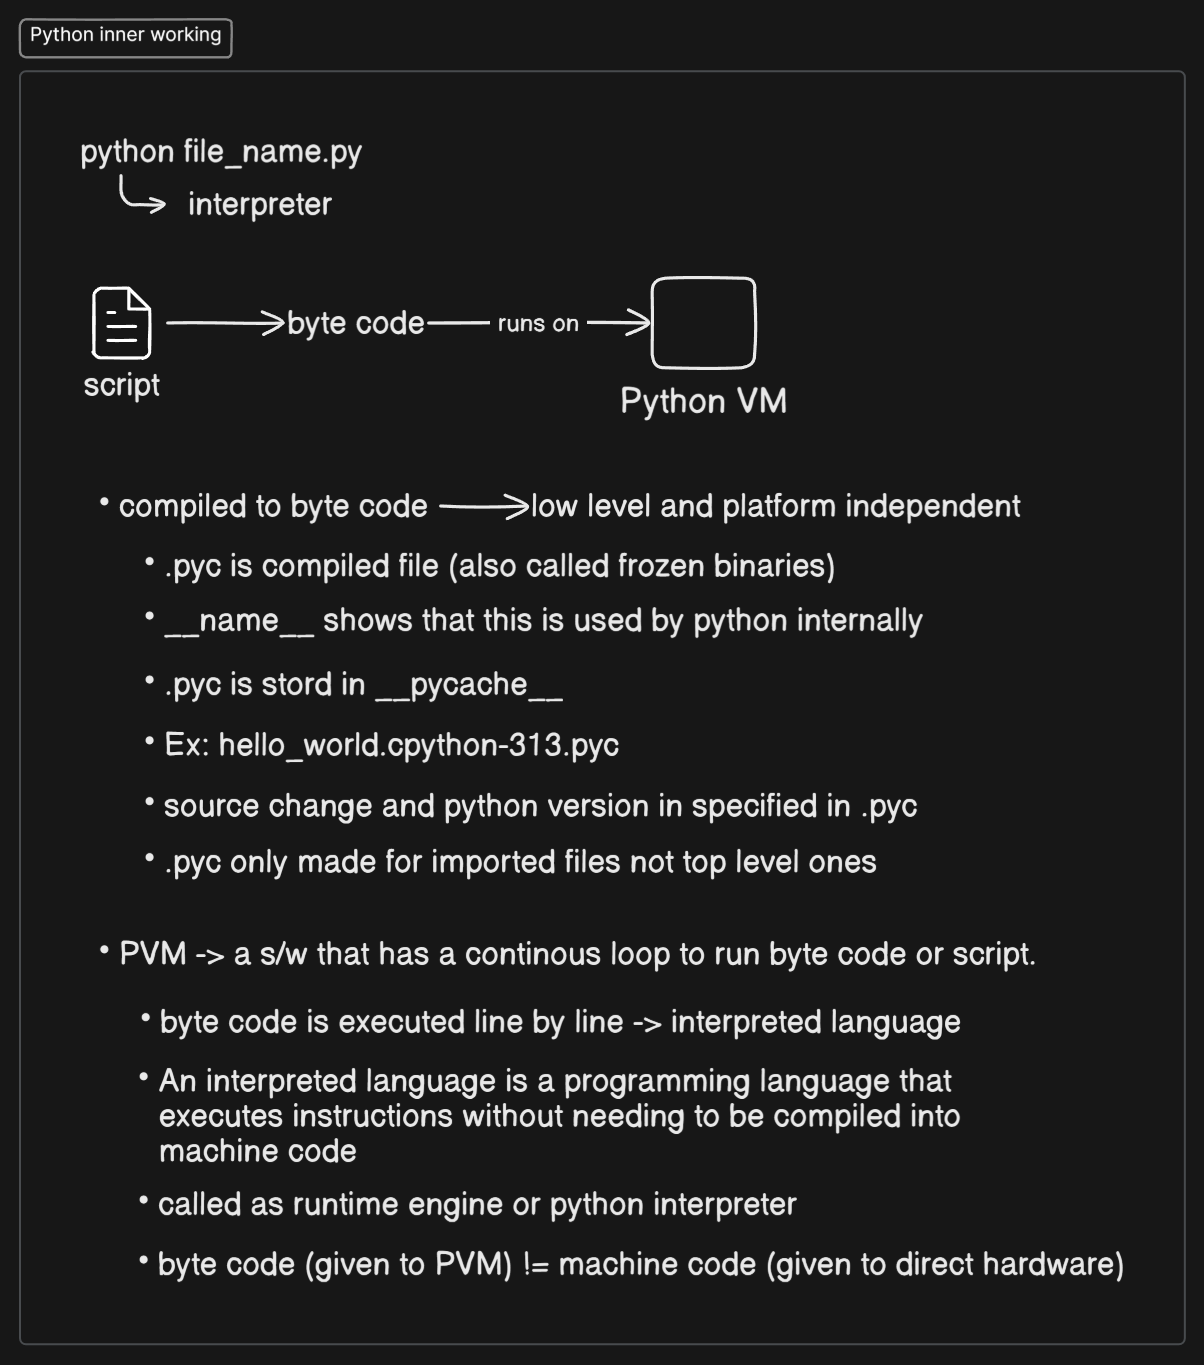 Python inner working
python file_name.py
interpreter
script
byte code
runs on
Python VM
• compiled to byte code
low level and platform independent
• .pyc is compiled file (also called frozen binaries)
• __name__ shows that this is used by python internally
• .pyc is stord in __pycache__
• Ex: hello_world.cpython-313.pyc
• source change and python version in specified in .pyc
• .pyc only made for imported files not top level ones
• PVM -> a s/w that has a continous loop to run byte code or script.
• byte code is executed line by line -> interpreted language
• An interpreted language is a programming language that
executes instructions without needing to be compiled into
machine code
• called as runtime engine or python interpreter
• byte code (given to PVM) != machine code (given to direct hardware)